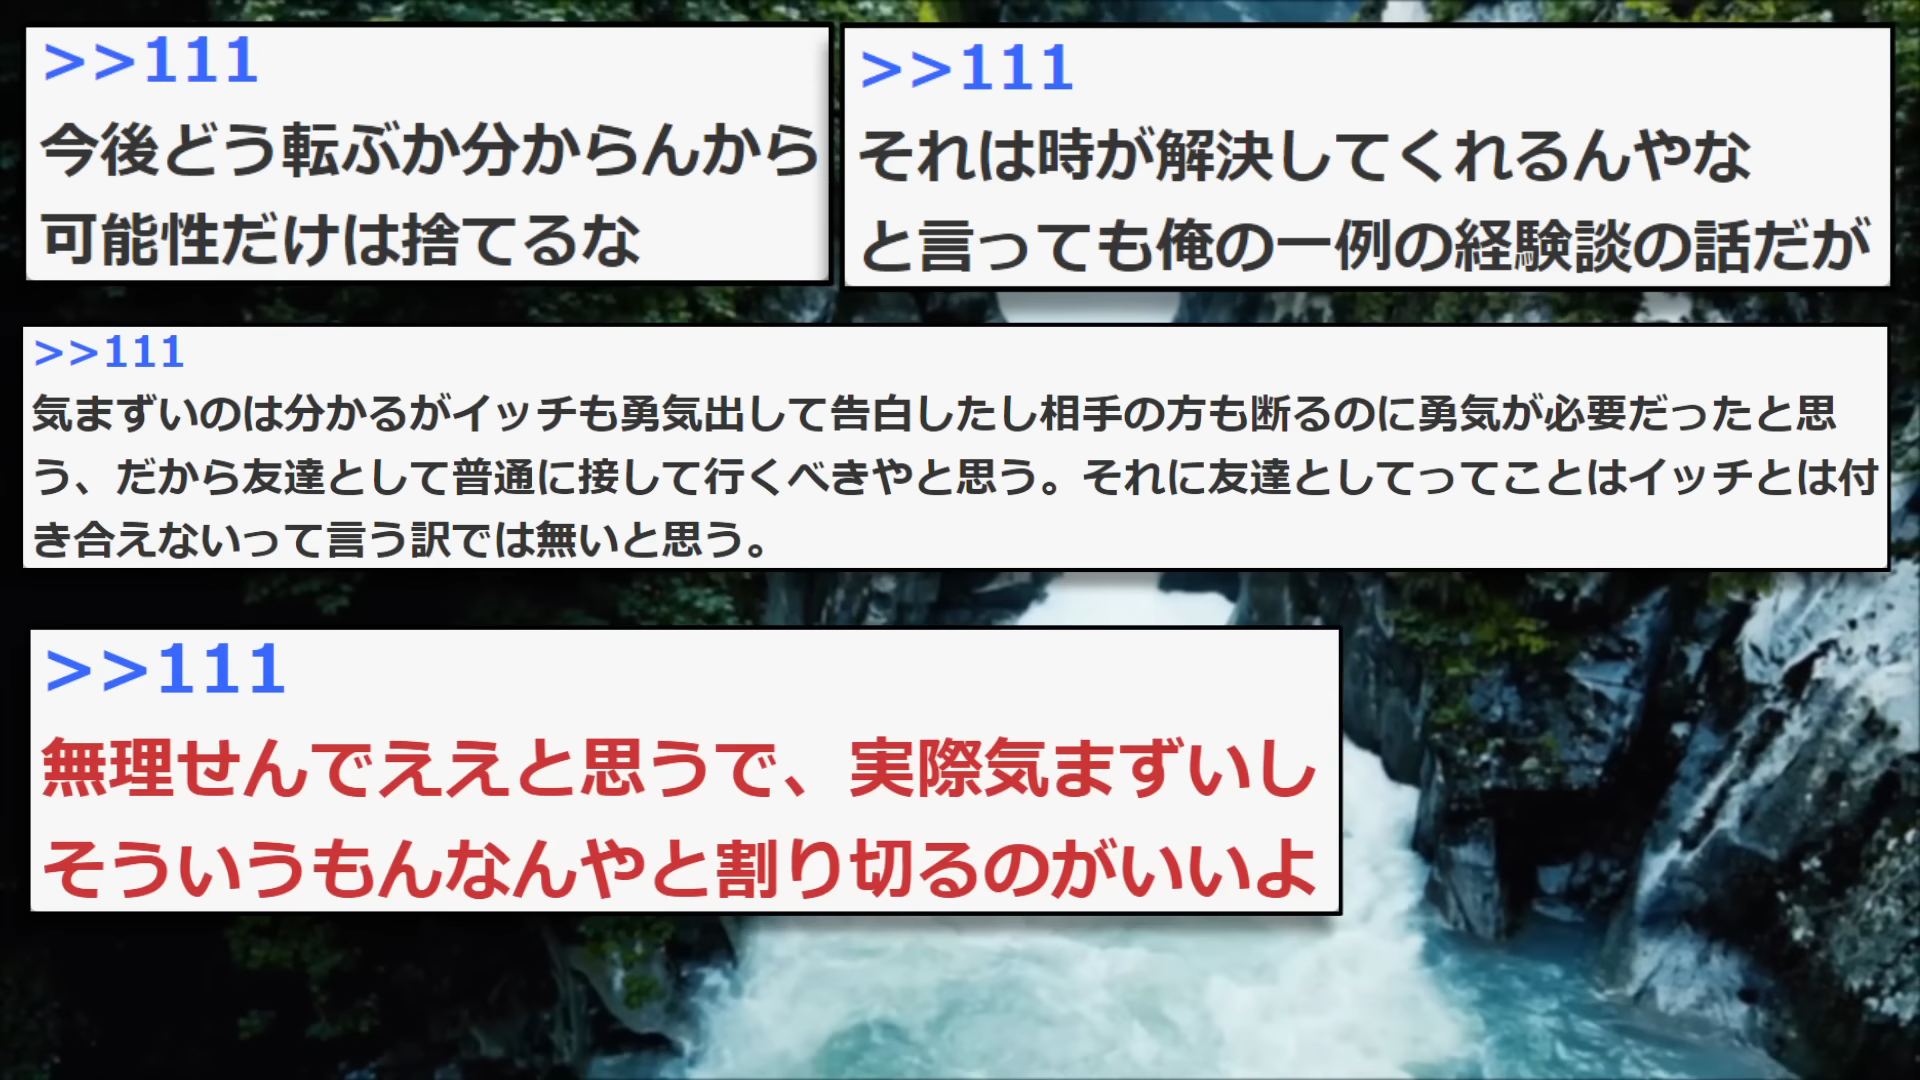 >>111
今後どう転ぶか分からんから
可能性だけは捨てるな
>>111
それは時が解決してくれるんやな
と言っても俺の一例の経験談の話だが
>>111
気まずいのは分かるがイッチも勇気出して告白したし相手の方も断るのに勇気が必要だったと思
う、だから友達として普通に接して行くべきやと思う。それに友達としてってことはイッチとは付
き合えないって言う訳では無いと思う。
>>111
無理せんでええと思うで、実際気まずいし
そういうもんなんやと割り切るのがいいよ